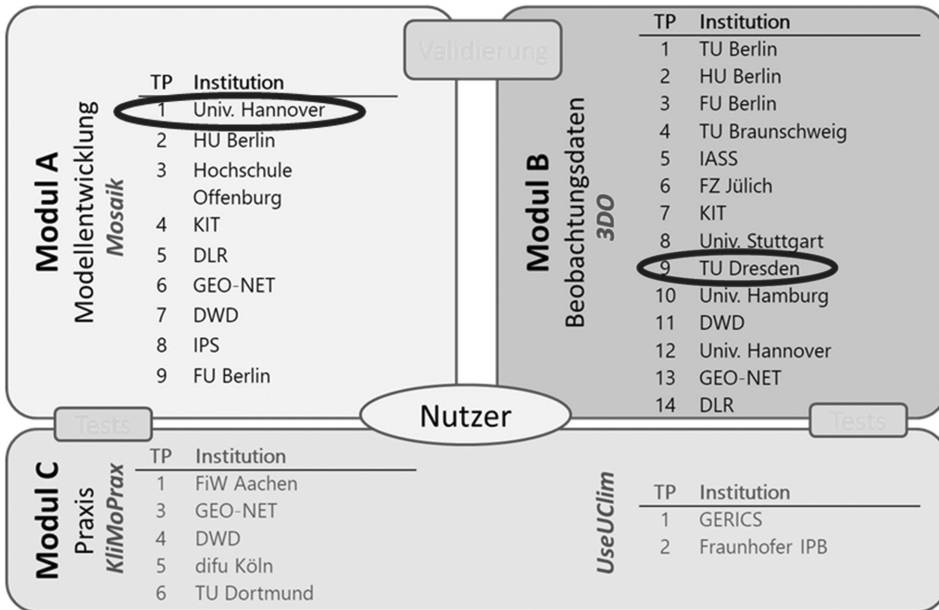 Validierung
Modul A
Modellentwicklung
Mosaik
TP Institution
1 Univ. Hannover
2 HU Berlin
3 Hochschule
Offenburg
4 KIT
5 DLR
6 GEO-NET
7 DWD
8 IPS
9 FU Berlin
Modul B
Beobachtungsdaten
3DO
TP Institution
1 TU Berlin
2 HU Berlin
3 FU Berlin
4 TU Braunschweig
5 IASS
6 FZ Jülich
7 KIT
8 Univ. Stuttgart
9 TU Dresden
10 Univ. Hamburg
11 DWD
12 Univ. Hannover
13 GEO-NET
14 DLR
Nutzer
Tests
Tests
Modul C
Praxis
KliMoPrax
TP Institution
1 FiW Aachen
3 GEO-NET
4 DWD
5 difu Köln
6 TU Dortmund
UseUClim
TP Institution
1 GERICS
2 Fraunhofer IPB